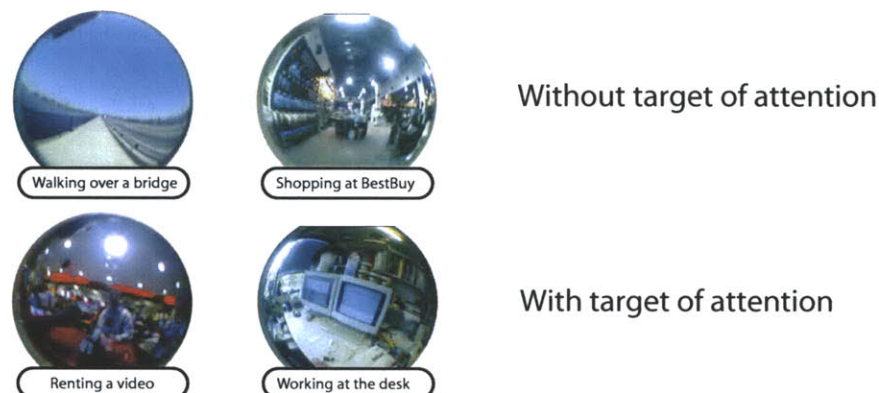 Without target of attention
Walking over a bridge
Shopping at BestBuy
With target of attention
Renting a video
Working at the desk